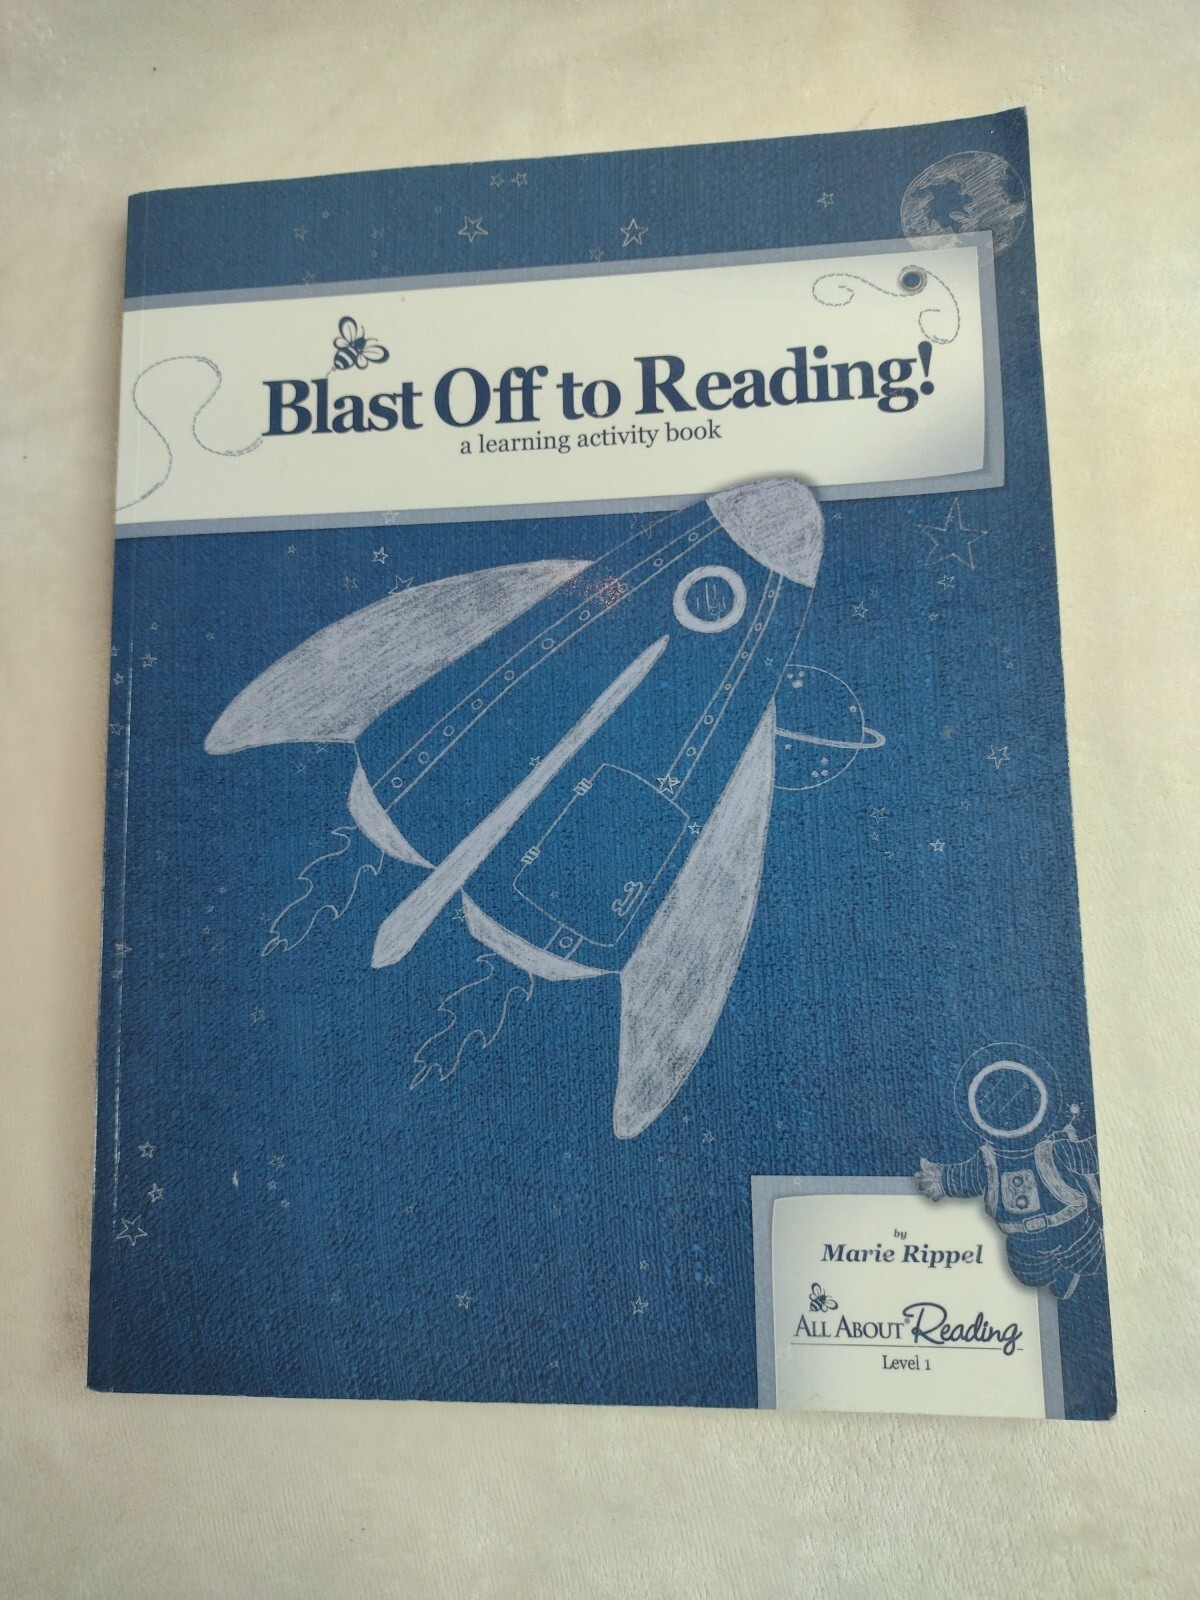 Blast Off to Reading!
a learning activity book
by
Marie Rippel
ALL ABOUT® Reading
Level 1